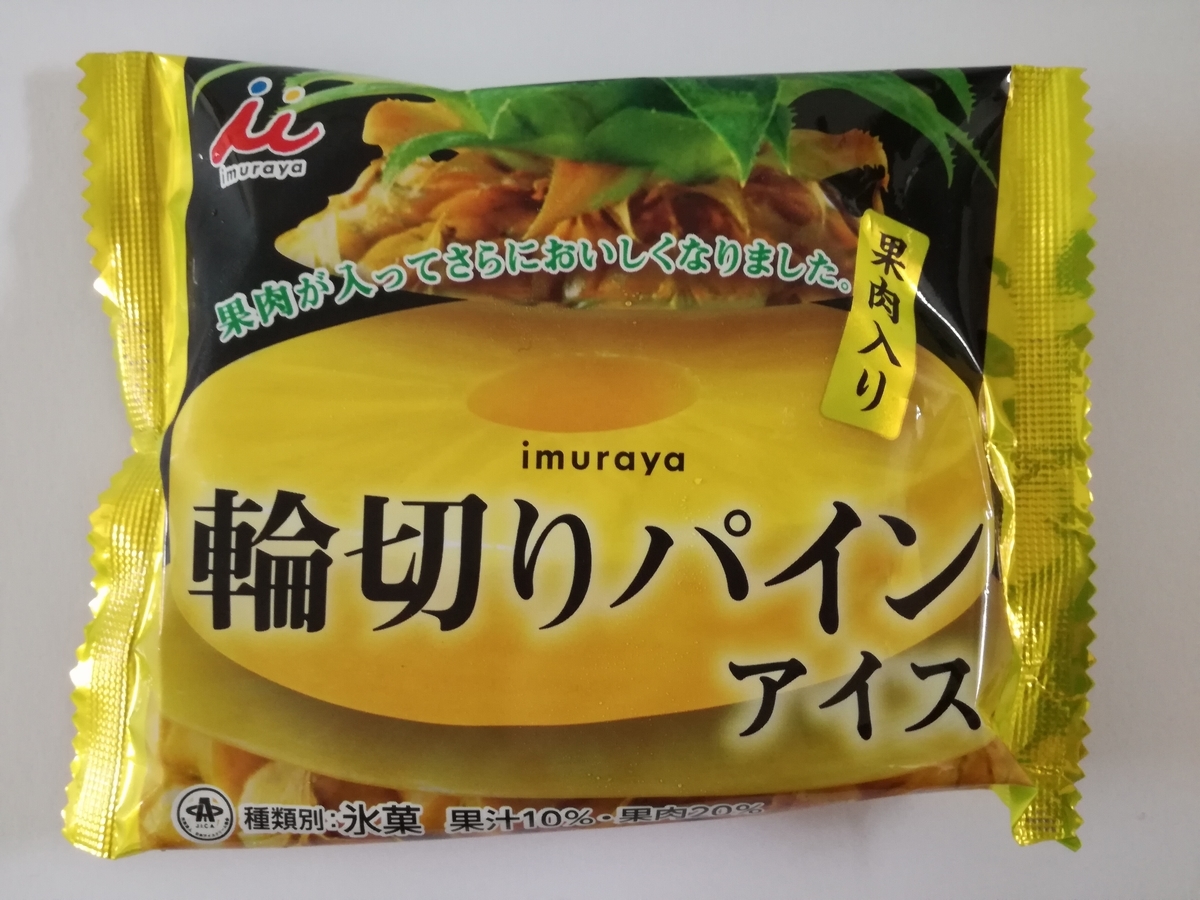 imuraya
果肉が入ってさらにおいしくなりました。
果肉入り
imuraya
輪切りパイン
アイス
種類別:氷菓 果汁10%・果肉20%